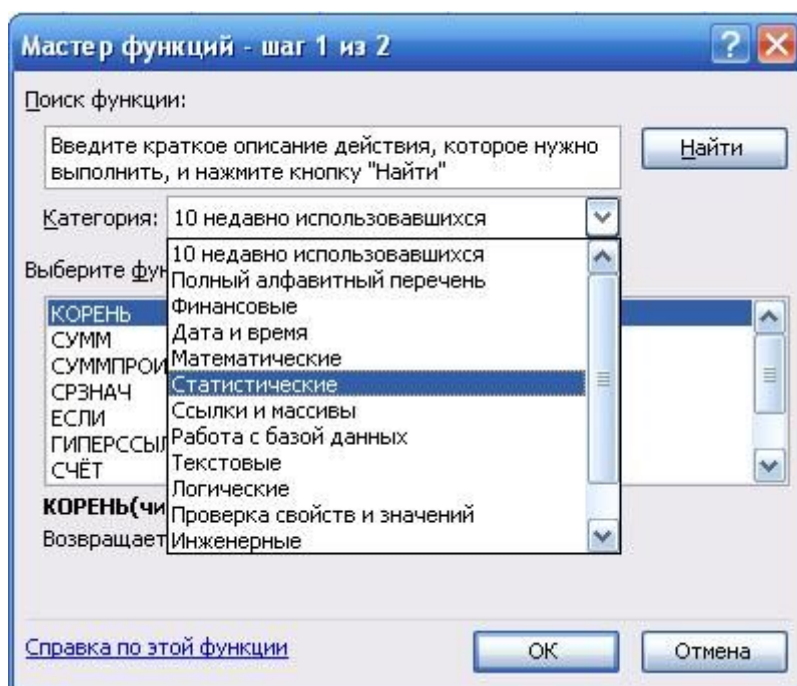 Мастер функций - шаг 1 из 2
Поиск функции:
Введите краткое описание действия, которое нужно
выполнить, и нажмите кнопку "Найти"
Найти
Категория: 10 недавно использовавшихся
10 недавно использовавшихся
Полный алфавитный перечень
Финансовые
Дата и время
Математические
Статистические
Ссылки и массивы
Работа с базой данных
Текстовые
Логические
Проверка свойств и значений
Инженерные
Выберите фун
КОРЕНЬ
СУММ
СУММПРОИ
СРЗНАЧ
ЕСЛИ
ГИПЕРССЫЛ
СЧЁТ
КОРЕНЬ(чи
Возвращает
Справка по этой функции
ОК
Отмена